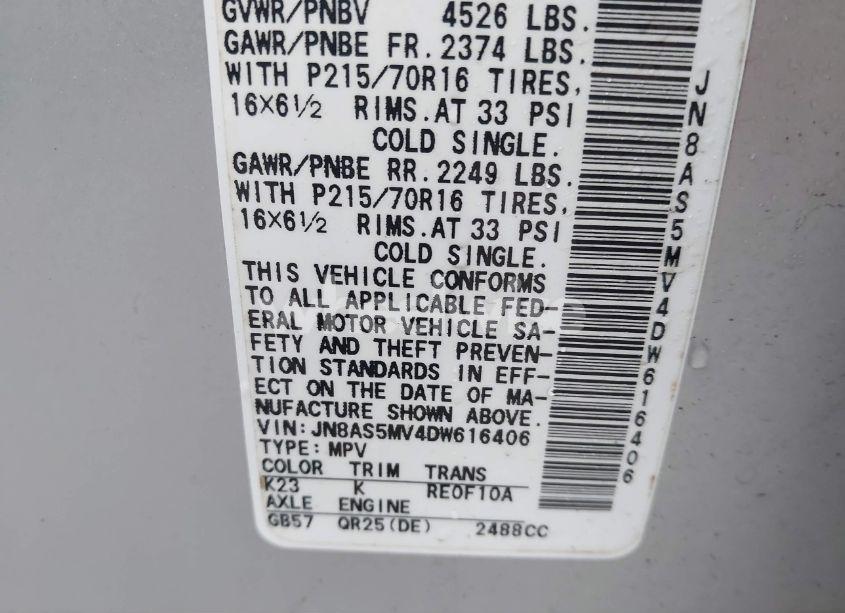 GVWR/PNBV 4526 LBS.
GAWR/PNBE FR. 2374 LBS.
WITH P215/70R16 TIRES,
16X6½ RIMS. AT 33 PSI
COLD SINGLE.
GAWR/PNBE RR. 2249 LBS.
WITH P215/70R16 TIRES,
16X6½ RIMS. AT 33 PSI
COLD SINGLE.
THIS VEHICLE CONFORMS
TO ALL APPLICABLE FED-
ERAL MOTOR VEHICLE SA-
FETY AND THEFT PREVEN-
TION STANDARDS IN EFF-
ECT ON THE DATE OF MA-
NUFACTURE SHOWN ABOVE.
VIN: JN8AS5MV4DW616406
TYPE: MPV
COLOR TRIM TRANS
K23 K RE0F10A
AXLE ENGINE
GB57 QR25(DE) 2488CC
JN8AS5MV4DW616406